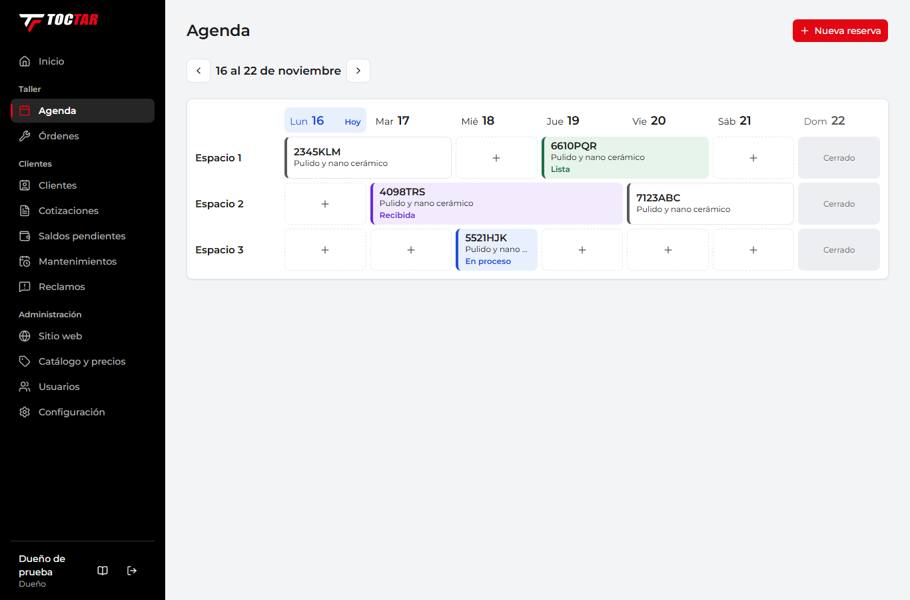 TOCTAR
Inicio
Taller
Agenda
Órdenes
Clientes
Clientes
Cotizaciones
Saldos pendientes
Mantenimientos
Reclamos
Administración
Sitio web
Catálogo y precios
Usuarios
Configuración
Dueño de
prueba
Dueño
Agenda
+ Nueva reserva
< 16 al 22 de noviembre >
Lun 16 Hoy Mar 17 Mié 18 Jue 19 Vie 20 Sáb 21 Dom 22
Espacio 1
2345KLM
Pulido y nano cerámico
+
6610PQR
Pulido y nano cerámico
Lista
+
Cerrado
Espacio 2
+
4098TRS
Pulido y nano cerámico
Recibida
7123ABC
Pulido y nano cerámico
Cerrado
Espacio 3
+
+
5521HJK
Pulido y nano ...
En proceso
+
+
+
Cerrado